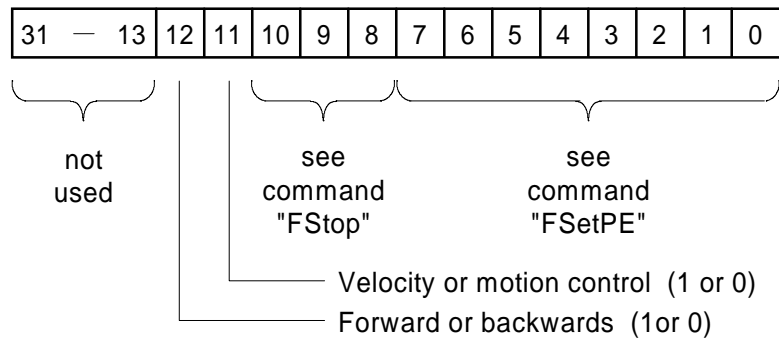 31 — 13 12 11 10 9 8 7 6 5 4 3 2 1 0
not used
see command "FStop"
see command "FSetPE"
Velocity or motion control (1 or 0)
Forward or backwards (1or 0)